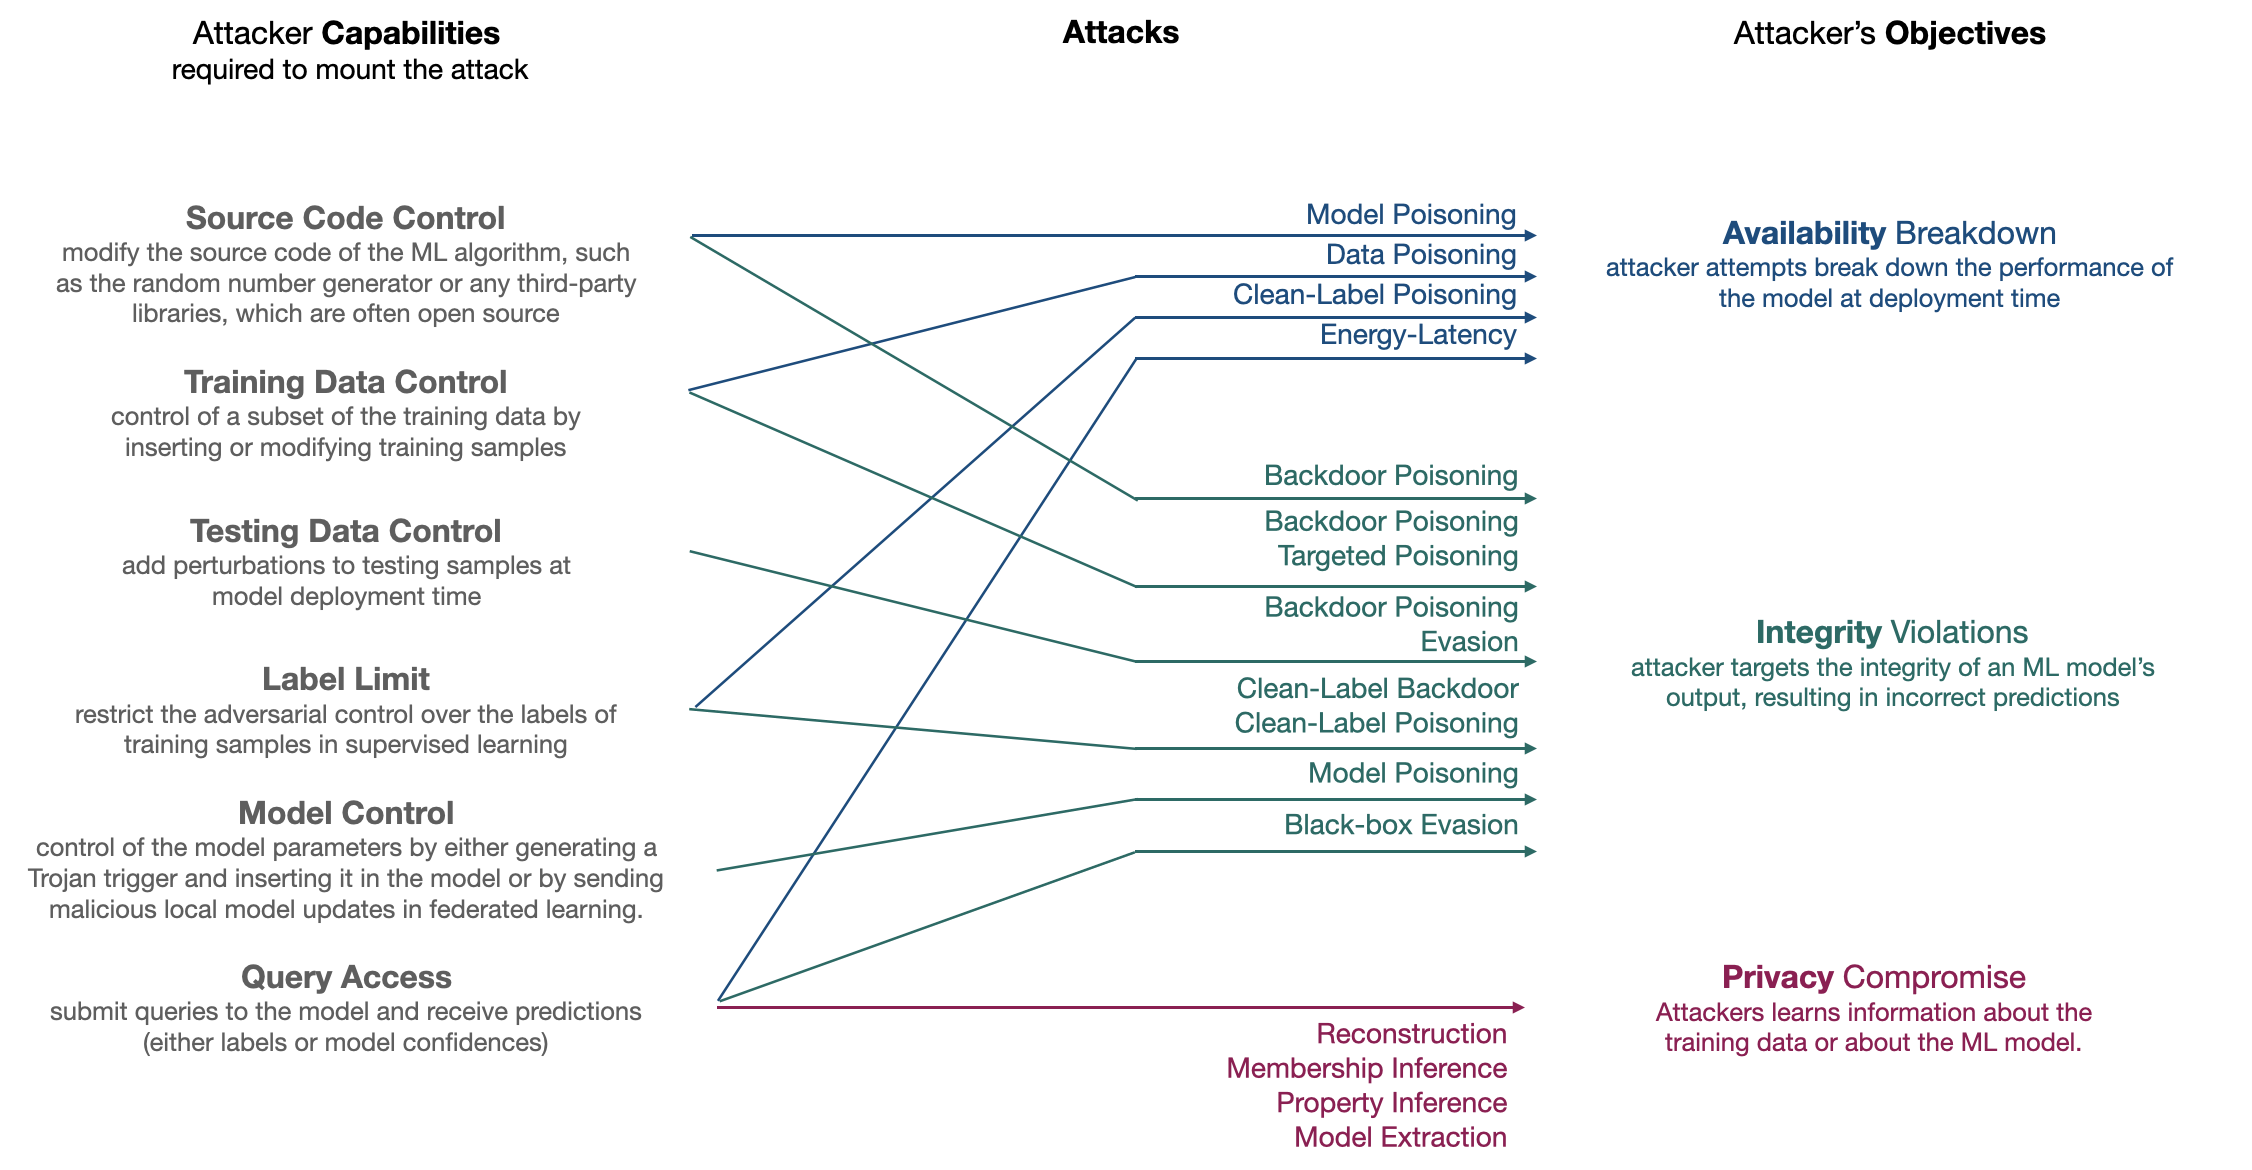 Attacker Capabilities
required to mount the attack
Attacks
Attacker’s Objectives
Source Code Control
modify the source code of the ML algorithm, such
as the random number generator or any third-party
libraries, which are often open source
Training Data Control
control of a subset of the training data by
inserting or modifying training samples
Testing Data Control
add perturbations to testing samples at
model deployment time
Label Limit
restrict the adversarial control over the labels of
training samples in supervised learning
Model Control
control of the model parameters by either generating a
Trojan trigger and inserting it in the model or by sending
malicious local model updates in federated learning.
Query Access
submit queries to the model and receive predictions
(either labels or model confidences)
Model Poisoning
Data Poisoning
Clean-Label Poisoning
Energy-Latency
Backdoor Poisoning
Backdoor Poisoning
Targeted Poisoning
Backdoor Poisoning
Evasion
Clean-Label Backdoor
Clean-Label Poisoning
Model Poisoning
Black-box Evasion
Reconstruction
Membership Inference
Property Inference
Model Extraction
Availability Breakdown
attacker attempts break down the performance of
the model at deployment time
Integrity Violations
attacker targets the integrity of an ML model’s
output, resulting in incorrect predictions
Privacy Compromise
Attackers learns information about the
training data or about the ML model.